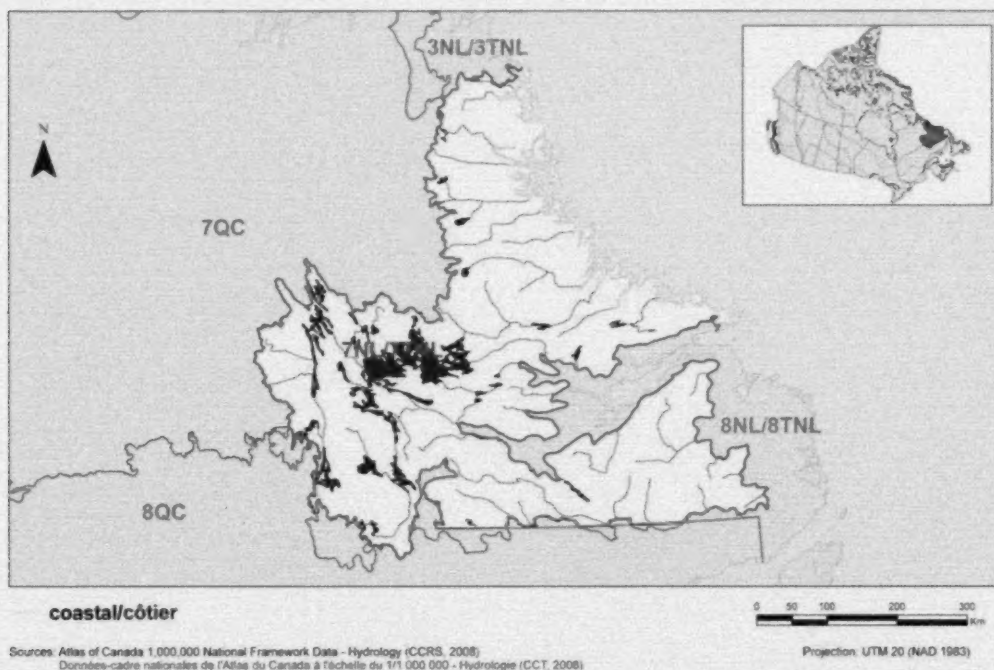 3NL/3TNL
N
7QC
8NL/8TNL
8QC
coastal/côtier
0 50 100 200 300
Km
Sources: Atlas of Canada 1,000,000 National Framework Data - Hydrology (CCRS, 2008)
Projection: UTM 20 (NAD 1983)
Données-cadre nationales de l'Atlas du Canada à l'échelle du 1/1 000 000 - Hydrologie (CCT, 2008)